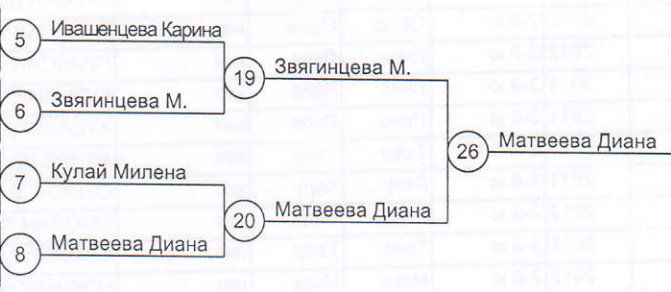 5 Ивашенцева Карина
19 Звягинцева М.
6 Звягинцева М.
26 Матвеева Диана
7 Кулай Милена
20 Матвеева Диана
8 Матвеева Диана